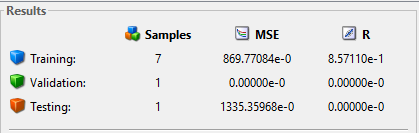 Results
Samples MSE R
Training: 7 869.77084e-0 8.57110e-1
Validation: 1 0.00000e-0 0.00000e-0
Testing: 1 1335.35968e-0 0.00000e-0